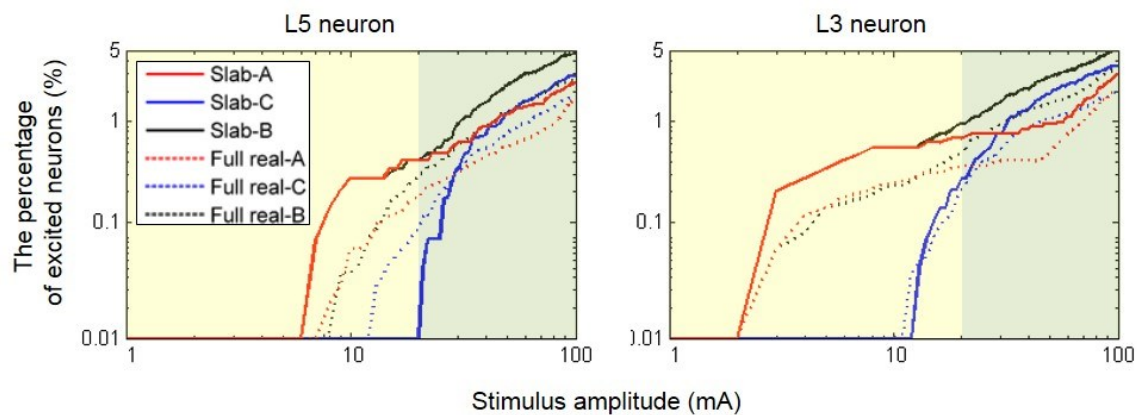 L5 neuron
L3 neuron
The percentage
of excited neurons (%)
5
1
0.1
0.01
Slab-A
Slab-C
Slab-B
Full real-A
Full real-C
Full real-B
1
10
100
5
1
0.1
).01
1
10
100
Stimulus amplitude (mA)